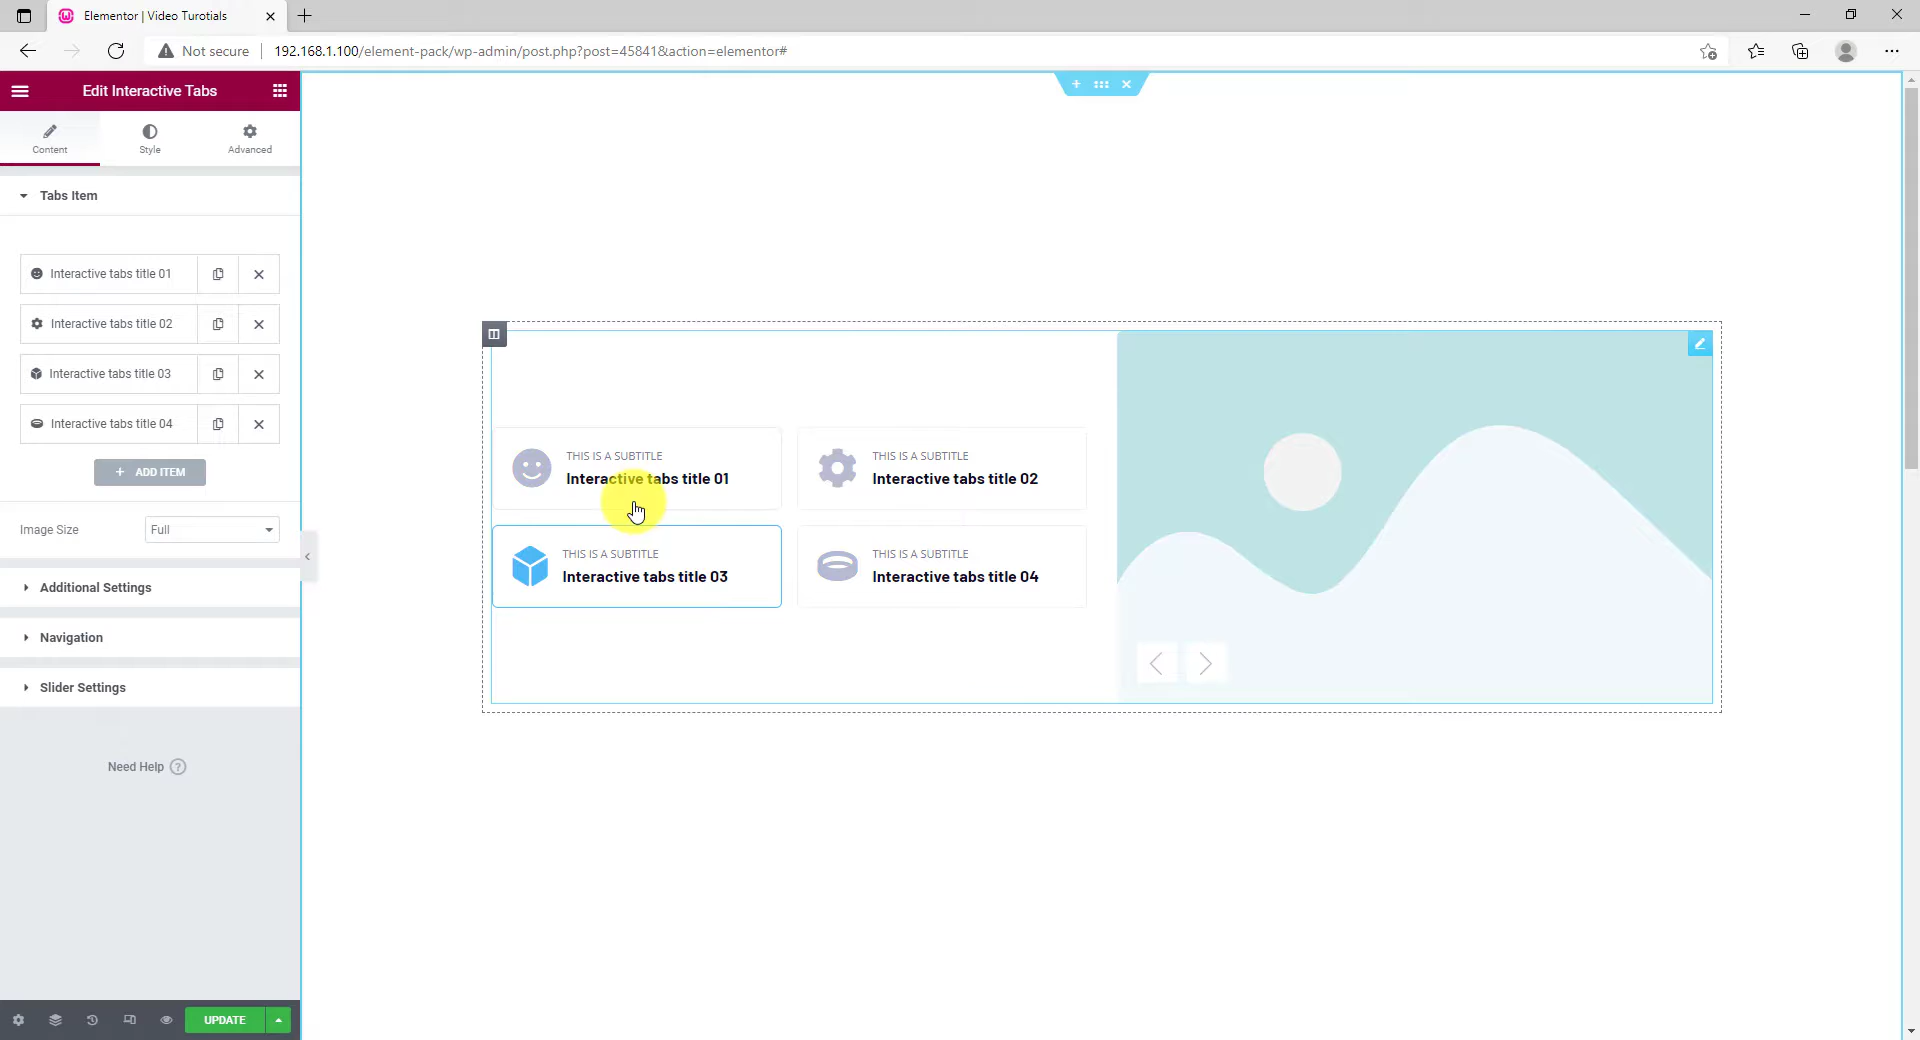 Elementor | Video Turotials
Not secure
192.168.1.100/element-pack/wp-admin/post.php?post=45841&action=elementor#
Edit Interactive Tabs
Content
Style
Advanced
Tabs Item
Interactive tabs title 01
Interactive tabs title 02
Interactive tabs title 03
Interactive tabs title 04
+ ADD ITEM
Image Size
Full
Additional Settings
Navigation
Slider Settings
Need Help ?
UPDATE
THIS IS A SUBTITLE
Interactive tabs title 01
THIS IS A SUBTITLE
Interactive tabs title 02
THIS IS A SUBTITLE
Interactive tabs title 03
THIS IS A SUBTITLE
Interactive tabs title 04